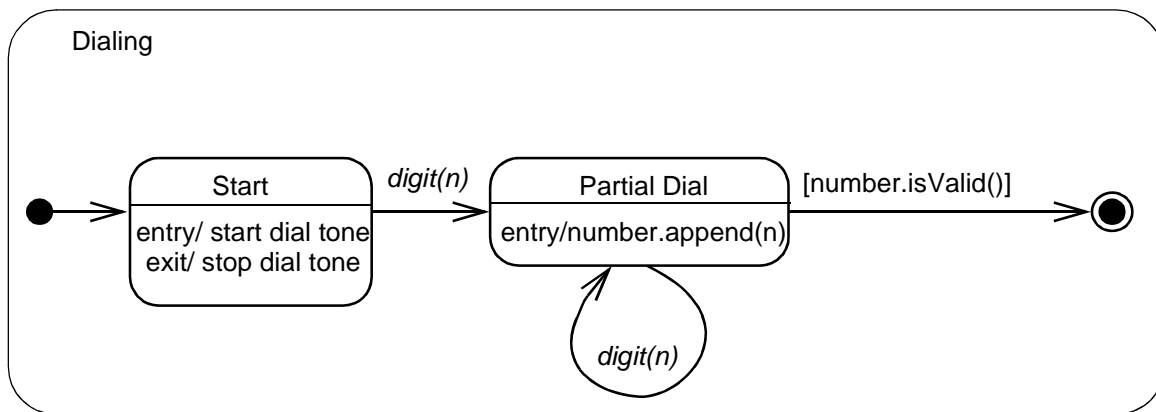 Dialing
Start
entry/ start dial tone
exit/ stop dial tone
digit(n)
Partial Dial
entry/number.append(n)
digit(n)
[number.isValid()]